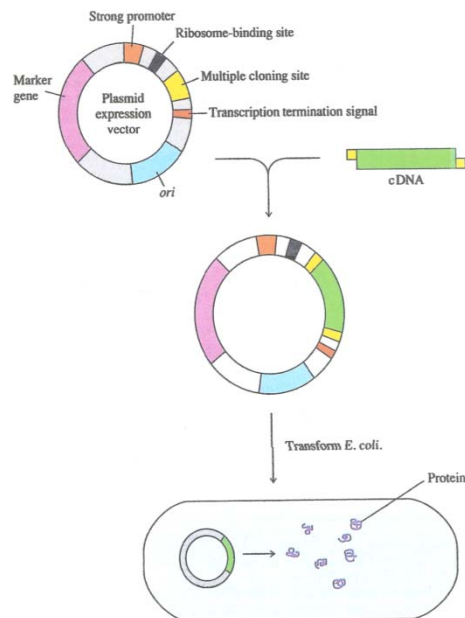 Strong promoter
Ribosome-binding site
Marker
gene
Multiple cloning site
Plasmid
expression
vector
Transcription termination signal
ori
cDNA
Transform E. coli.
Protein